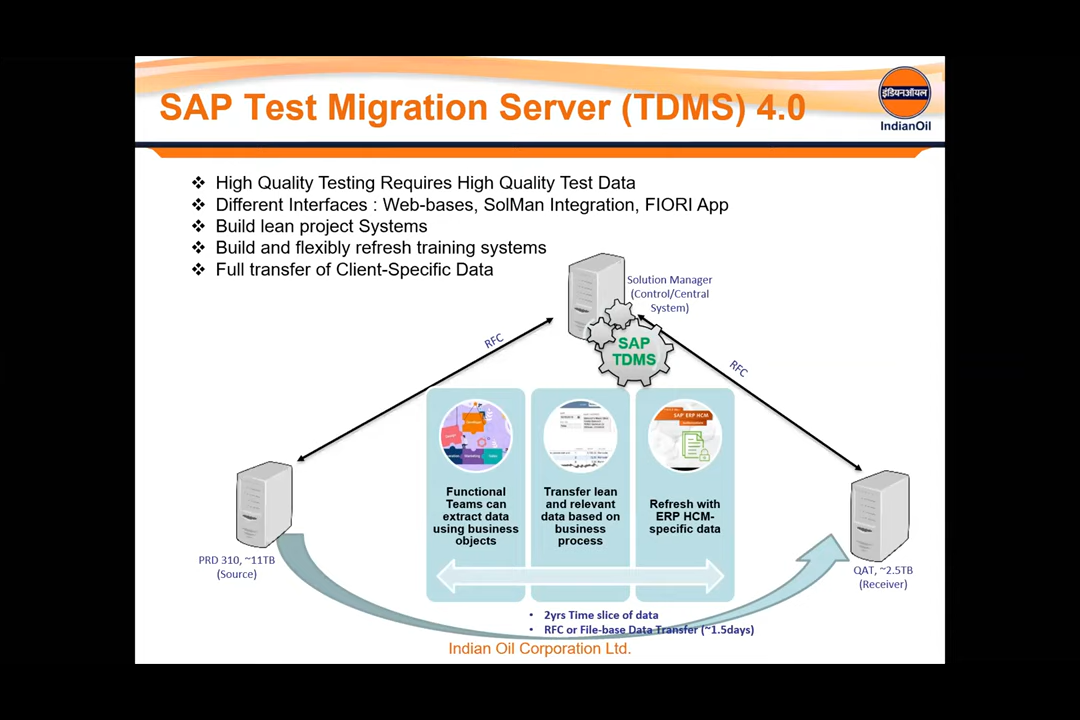 SAP Test Migration Server (TDMS) 4.0
इंडियनऑयल
IndianOil
❖ High Quality Testing Requires High Quality Test Data
❖ Different Interfaces : Web-bases, SolMan Integration, FIORI App
❖ Build lean project Systems
❖ Build and flexibly refresh training systems
❖ Full transfer of Client-Specific Data
Solution Manager
(Control/Central
System)
RFC
SAP
TDMS
RFC
SAP ERP HCM
Functional
Teams can
extract data
using business
objects
Transfer lean
and relevant
data based on
business
process
Refresh with
ERP HCM-
specific data
PRD 310, ~11TB
(Source)
QAT, ~2.5TB
(Receiver)
• 2yrs Time slice of data
• RFC or File-base Data Transfer (~1.5days)
Indian Oil Corporation Ltd.